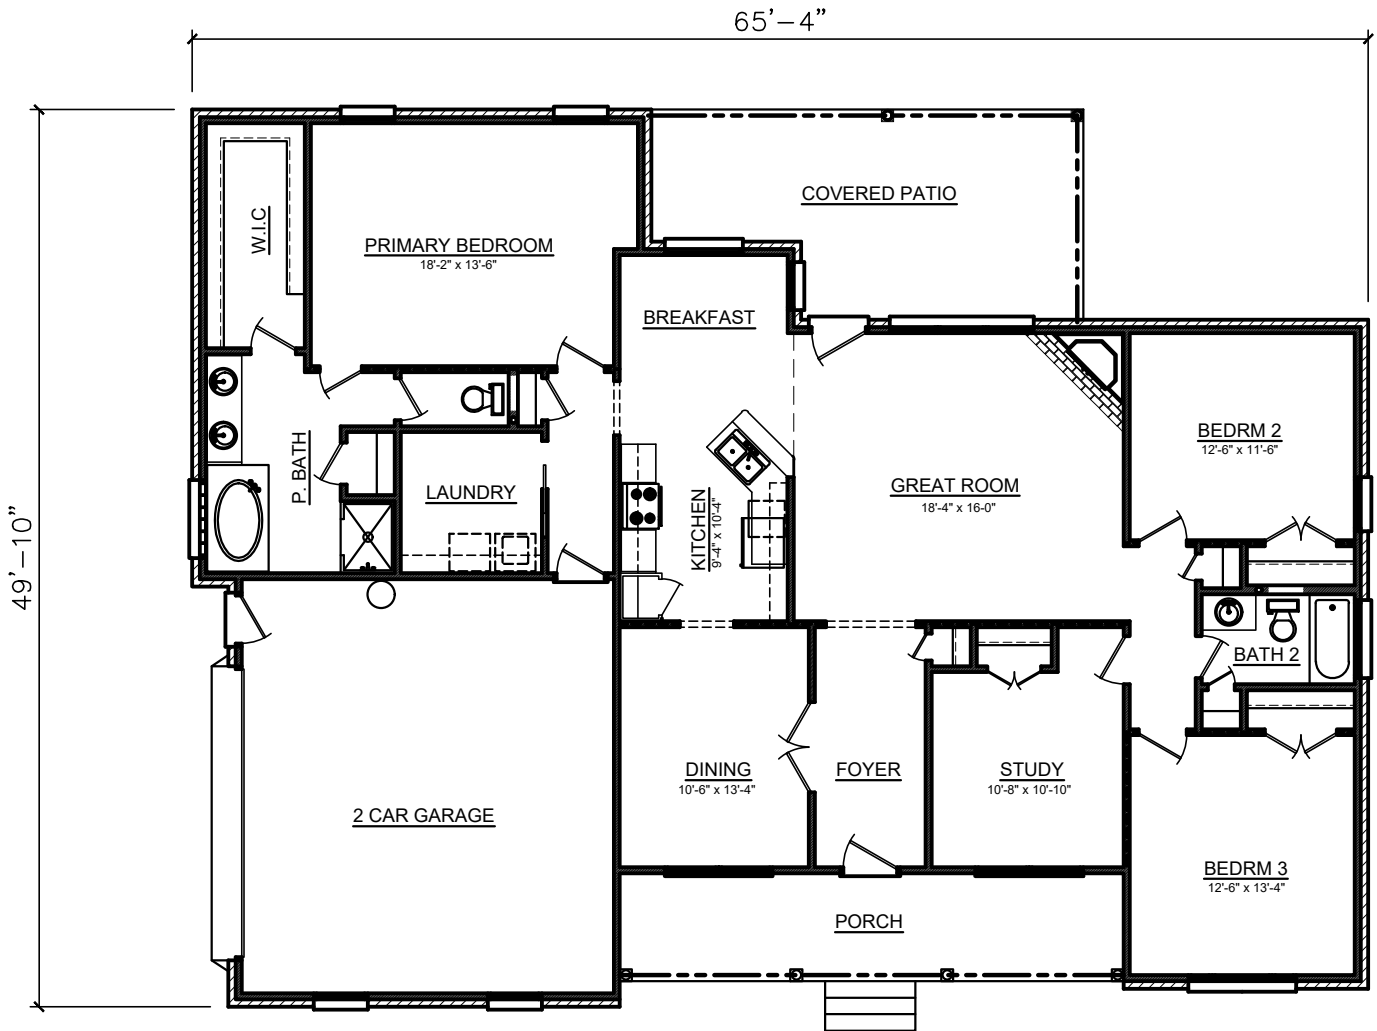 65'-4"
49'-10"
COVERED PATIO
W.I.C
PRIMARY BEDROOM
18'-2" x 13'-6"
BREAKFAST
BEDRM 2
12'-6" x 11'-6"
P. BATH
LAUNDRY
KITCHEN
9'-4" x 10'-4"
GREAT ROOM
18'-4" x 16-0"
BATH 2
DINING
10'-6" x 13'-4"
FOYER
STUDY
10'-8" x 10'-10"
2 CAR GARAGE
BEDRM 3
12'-6" x 13'-4"
PORCH